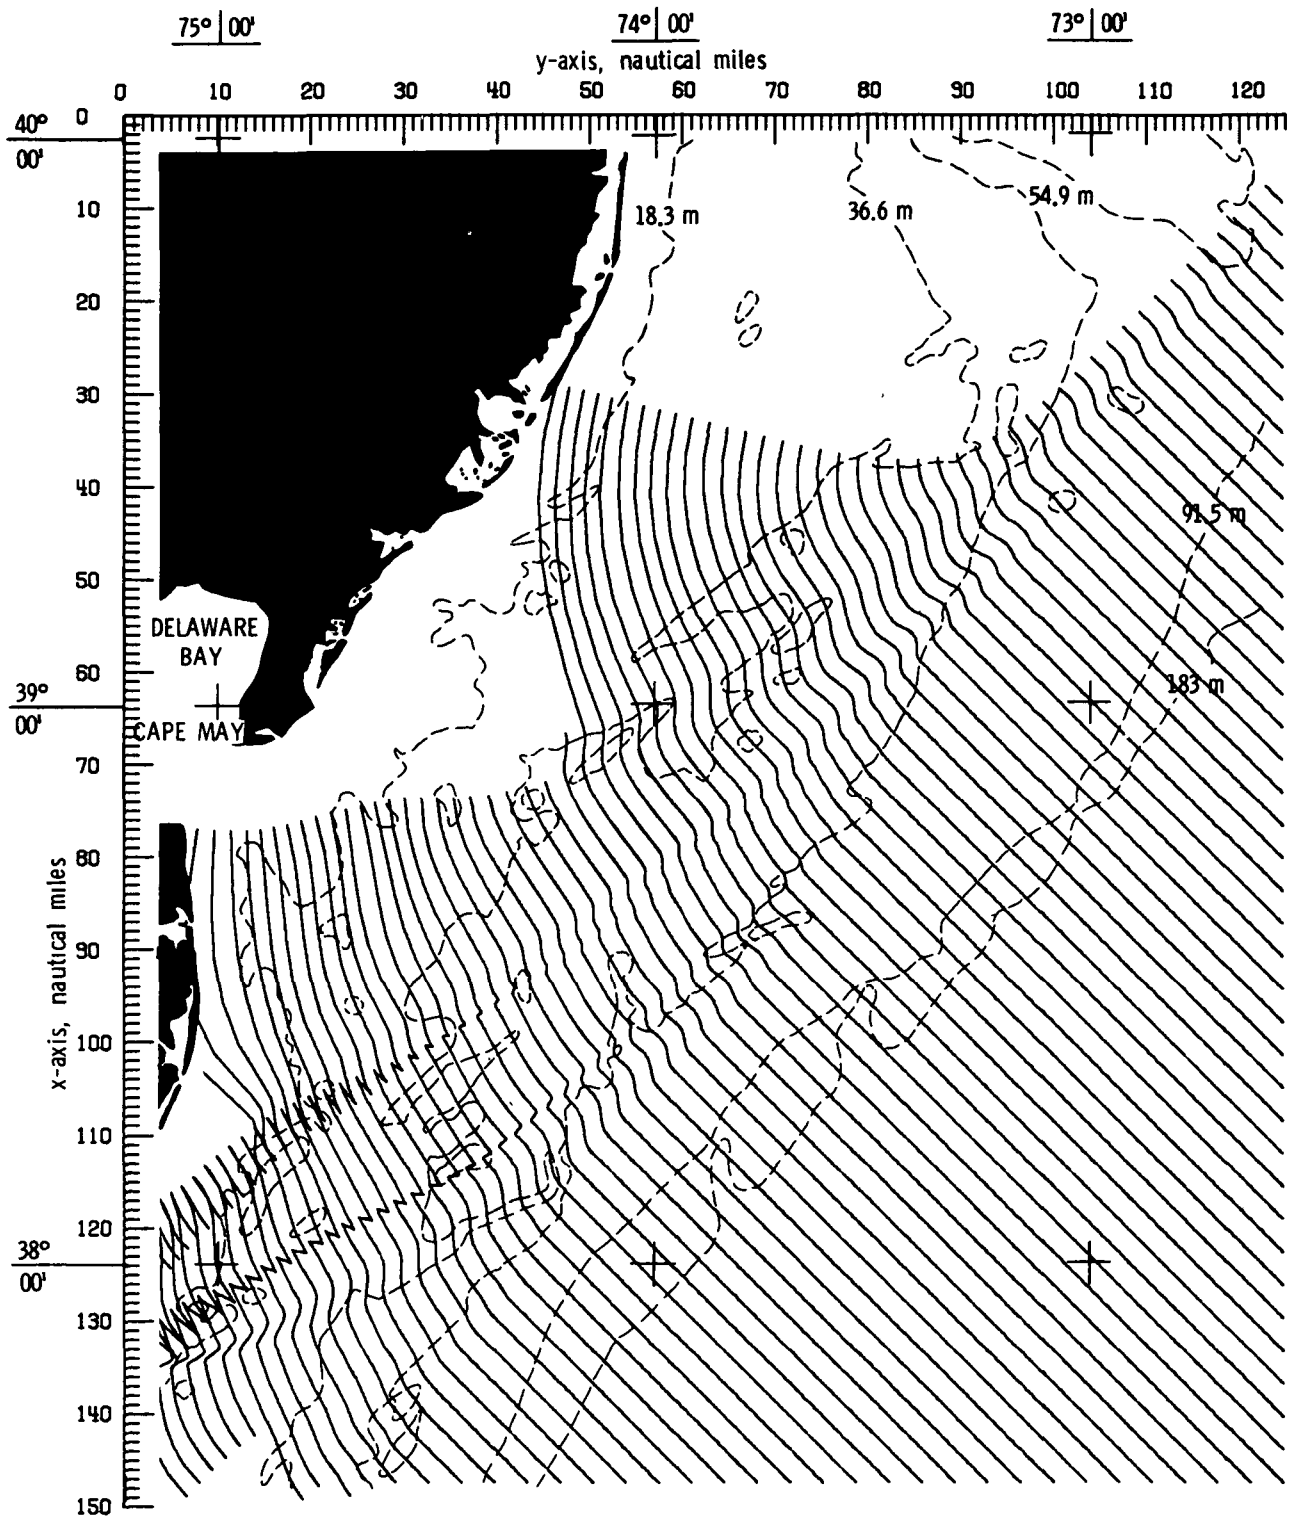 75° 00' 74° 00' 73° 00'
y-axis, nautical miles
0 10 20 30 40 50 60 70 80 90 100 110 120
0
40°
00'
54.9 m
10 18.3 m 36.6 m
20
30
40
91.5 m
50
DELAWARE
BAY
60
183 m
39°
00'
CAPE MAY
70
80
90
100
x-axis, nautical miles
110
120
38°
00'
130
140
150